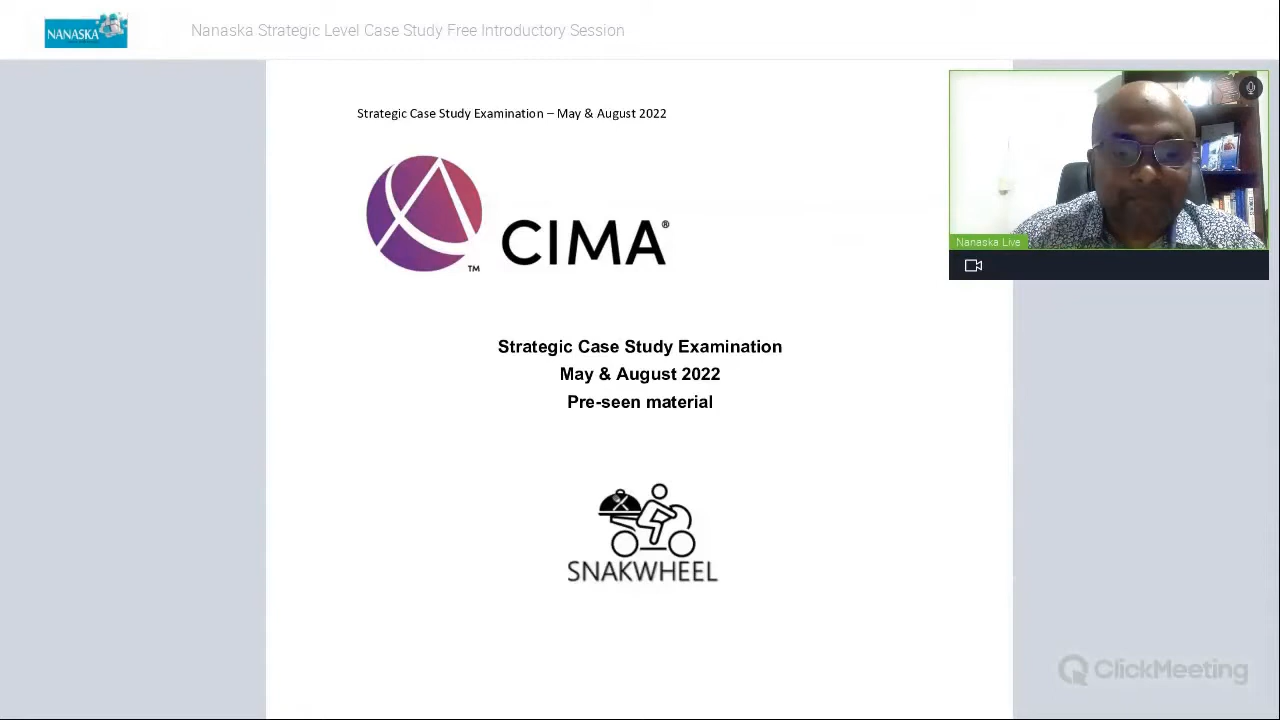 NANASKA
Nanaska Strategic Level Case Study Free Introductory Session
Strategic Case Study Examination – May & August 2022
CIMA®
TM
Strategic Case Study Examination
May & August 2022
Pre-seen material
SNAKWHEEL
Nanaska Live
ClickMeeting